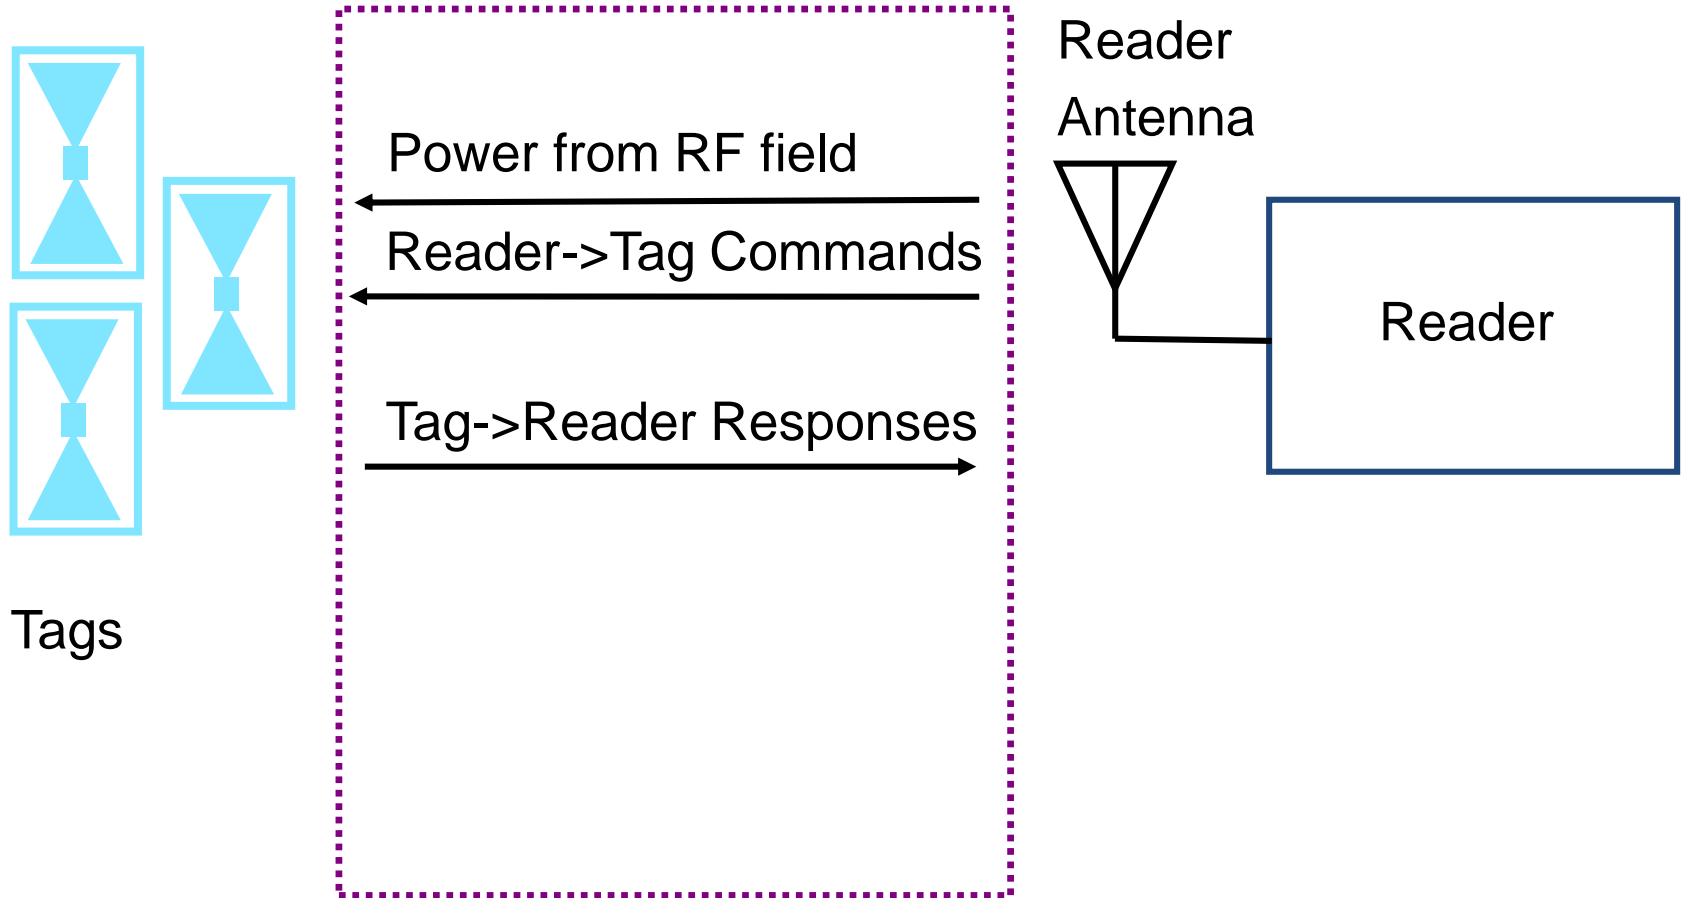 Reader
Antenna
Power from RF field
Reader->Tag Commands
Reader
Tag->Reader Responses
Tags